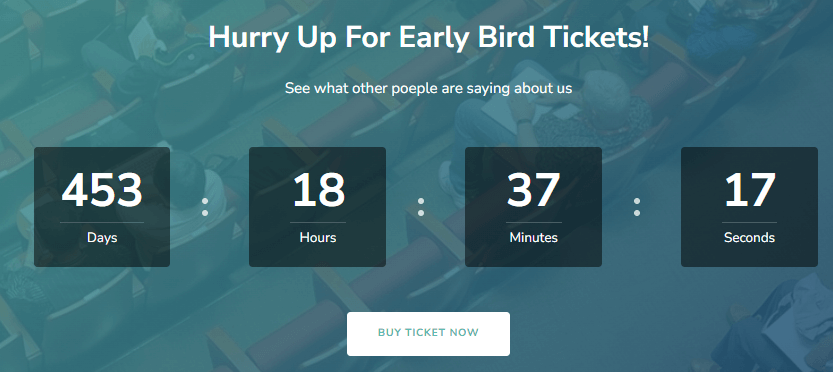 Hurry Up For Early Bird Tickets!
See what other poeple are saying about us
453 : 18 : 37 : 17
Days Hours Minutes Seconds
BUY TICKET NOW